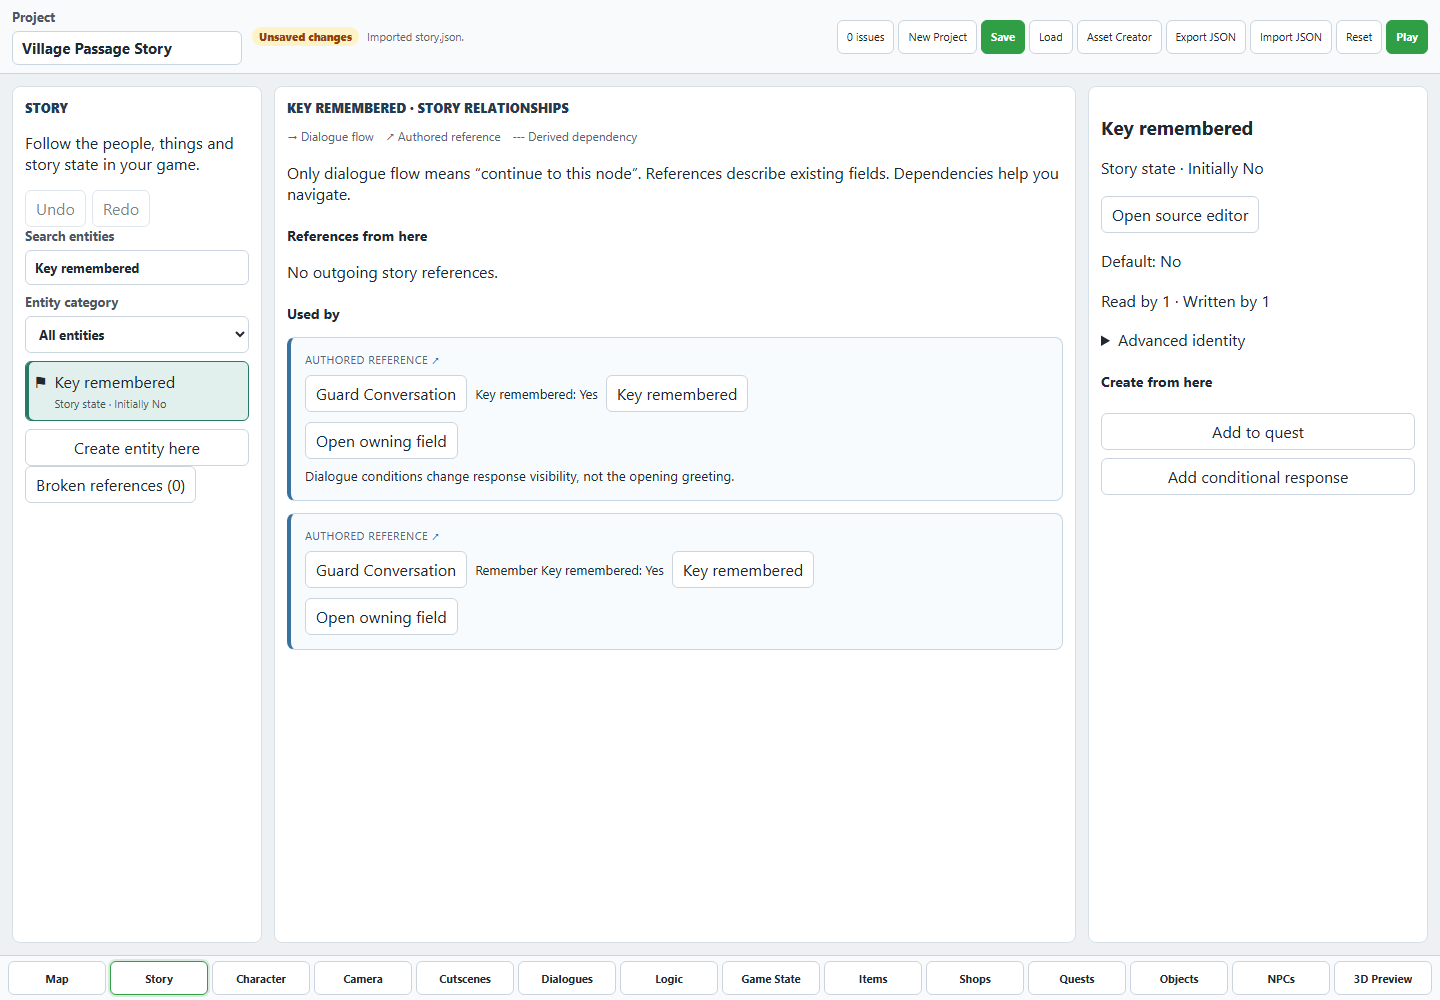 Project
Village Passage Story
Unsaved changes
Imported story.json.
0 issues
New Project
Save
Load
Asset Creator
Export JSON
Import JSON
Reset
Play
STORY
Follow the people, things and
story state in your game.
Undo
Redo
Search entities
Key remembered
Entity category
All entities
⚑ Key remembered
Story state · Initially No
Create entity here
Broken references (0)
KEY REMEMBERED · STORY RELATIONSHIPS
→ Dialogue flow ↗ Authored reference --- Derived dependency
Only dialogue flow means “continue to this node”. References describe existing fields. Dependencies help you
navigate.
References from here
No outgoing story references.
Used by
AUTHORED REFERENCE ↗
Guard Conversation Key remembered: Yes Key remembered
Open owning field
Dialogue conditions change response visibility, not the opening greeting.
AUTHORED REFERENCE ↗
Guard Conversation Remember Key remembered: Yes Key remembered
Open owning field
Key remembered
Story state · Initially No
Open source editor
Default: No
Read by 1 · Written by 1
▶ Advanced identity
Create from here
Add to quest
Add conditional response
Map
Story
Character
Camera
Cutscenes
Dialogues
Logic
Game State
Items
Shops
Quests
Objects
NPCs
3D Preview